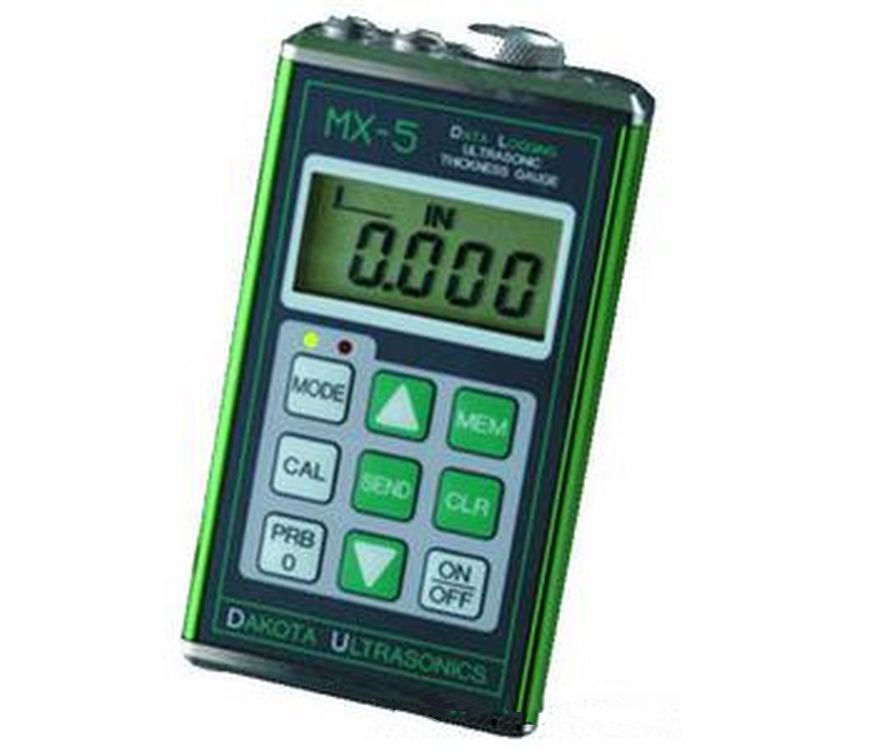 MX-5
DATA LOGGING
ULTRASONIC
THICKNESS GAUGE
IN
0.000
MODE
MEM
CAL
SEND
CLR
PRB
0
ON
OFF
DAKOTA ULTRASONICS